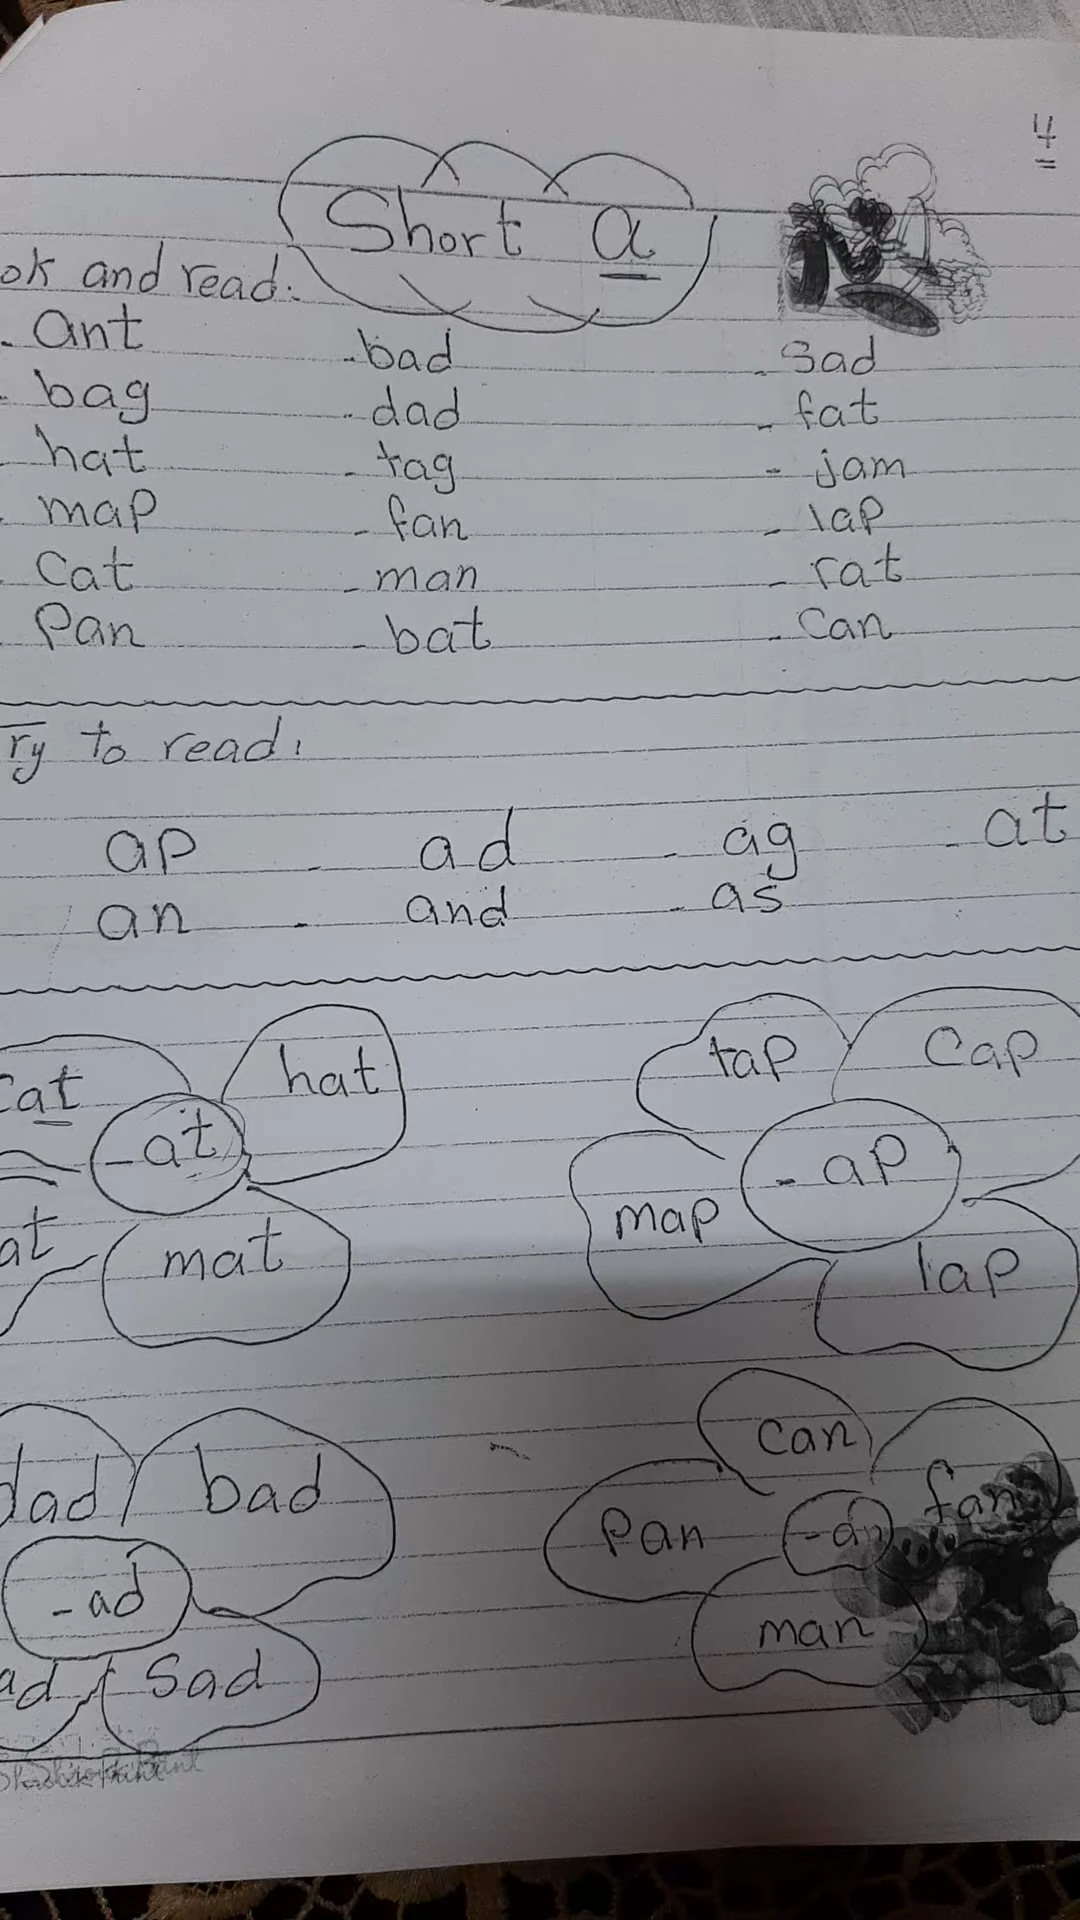 4
Short a
ok and read:
. ant - bad - sad
- bag - dad - fat
- hat - tag - jam
- map - fan - lap
- Cat - man - rat
- Pan - bat - Can
Try to read:
ap - ad - ag - at
an - and - as
cat hat tap Cap
- at - ap
at mat map lap
dad bad can fan
Pan - an
- ad man
ad Sad